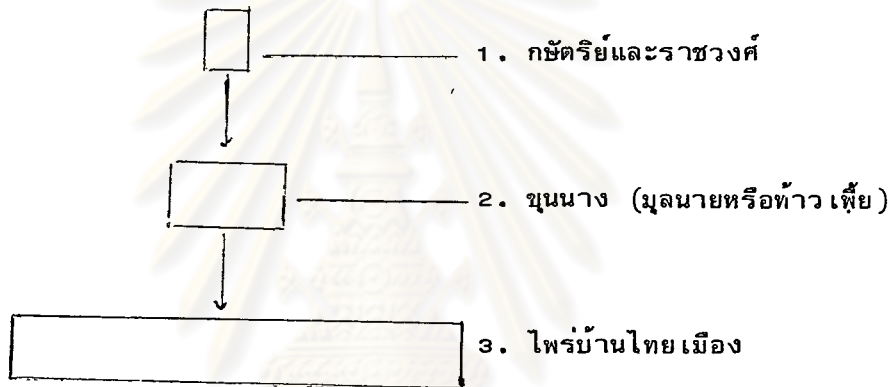 1. กษัตริย์และราชวงศ์
2. ขุนนาง (มูลนายหรือท้าวเพี้ย)
3. ไพร่บ้านไทยเมือง